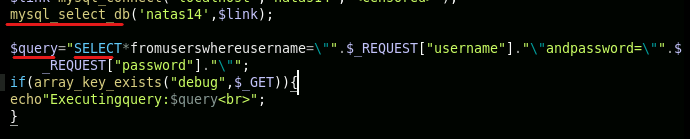 mysql_select_db('natas14',$link);
$query="SELECT*fromuserswhereusername=\"".$_REQUEST["username"]."\"andpassword=\"".$
_REQUEST["password"]."\"";
if(array_key_exists("debug",$_GET)){
echo"Executingquery:$query<br>";
}